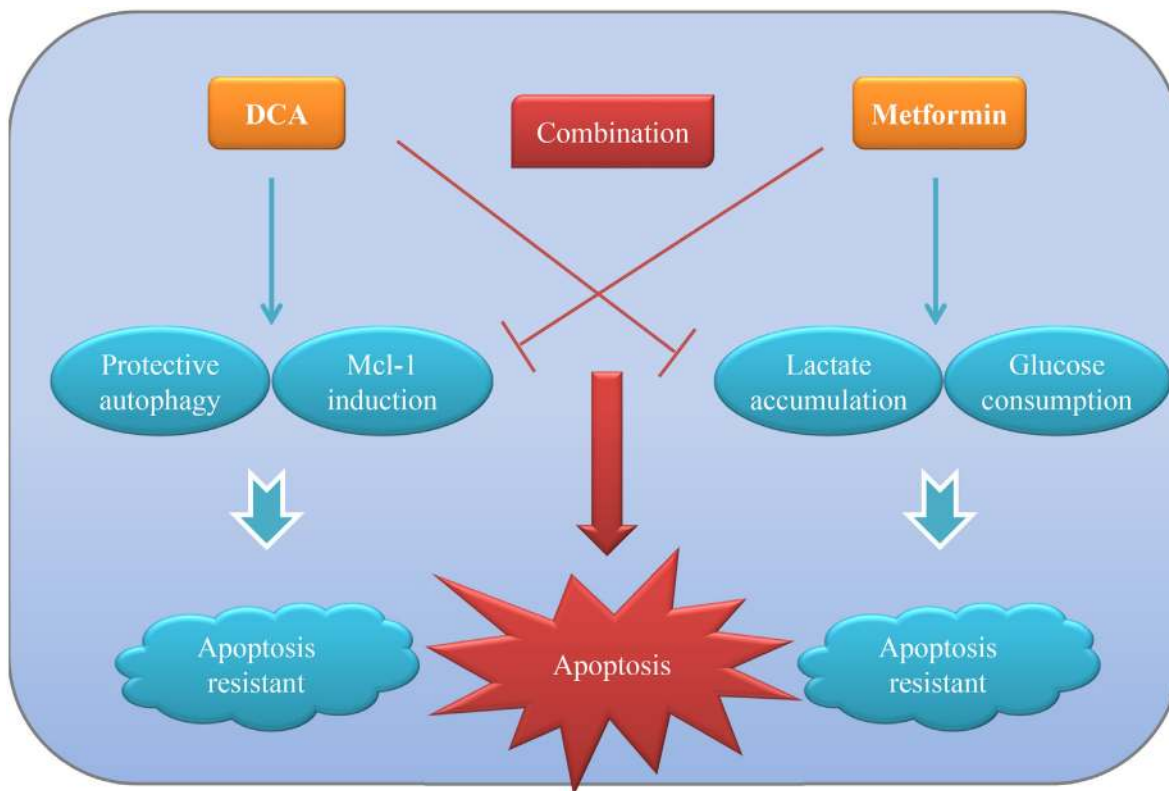 DCA
Combination
Metformin
Protective
autophagy
Mcl-1
induction
Lactate
accumulation
Glucose
consumption
Apoptosis
resistant
Apoptosis
Apoptosis
resistant